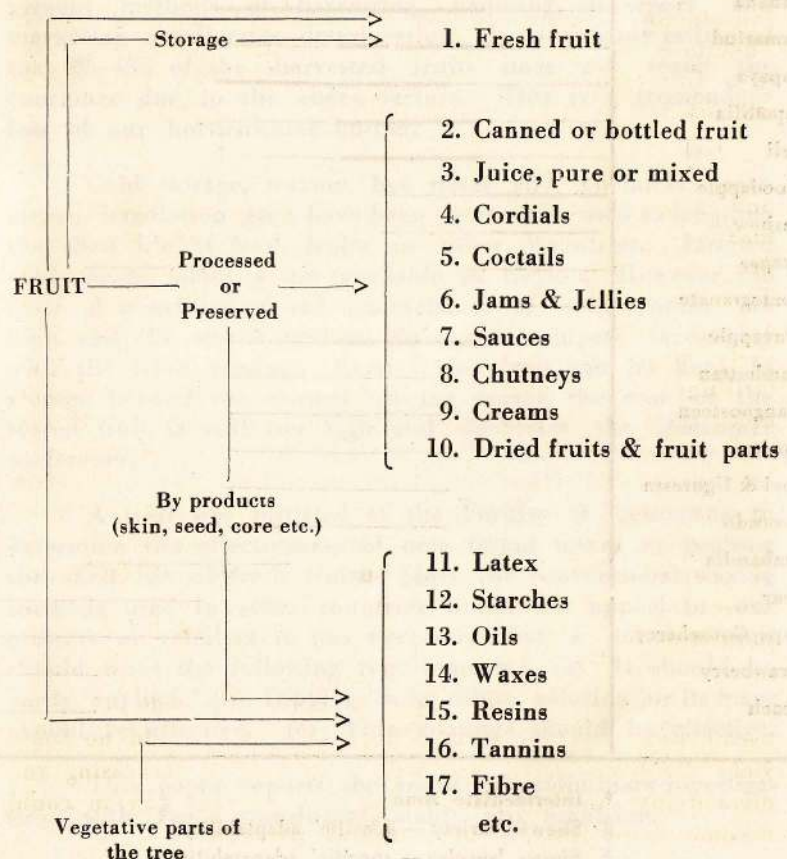 Storage
1. Fresh fruit
2. Canned or bottled fruit
3. Juice, pure or mixed
4. Cordials
5. Coctails
6. Jams & Jellies
7. Sauces
8. Chutneys
9. Creams
10. Dried fruits & fruit parts
FRUIT
Processed
or
Preserved
By products
(skin, seed, core etc.)
11. Latex
12. Starches
13. Oils
14. Waxes
15. Resins
16. Tannins
17. Fibre
etc.
Vegetative parts of
the tree